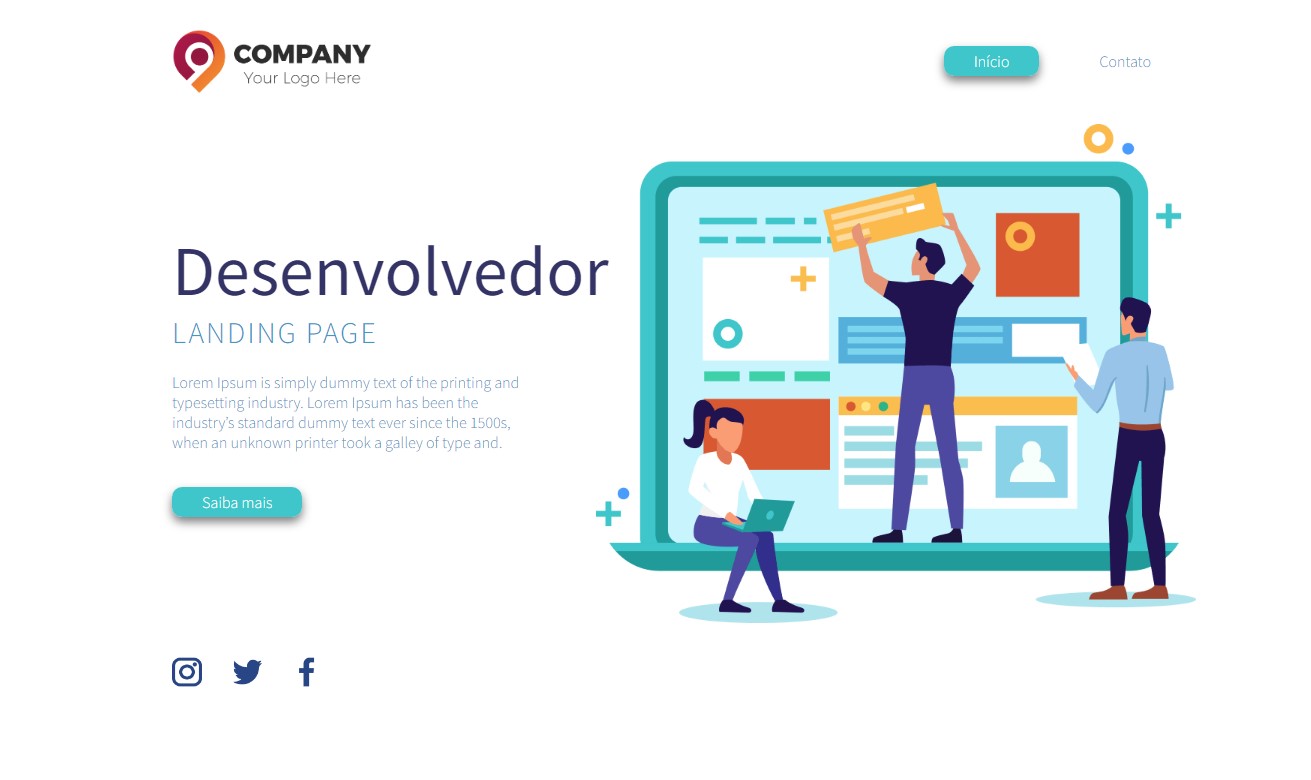 COMPANY
Your Logo Here
Início
Contato
Desenvolvedor
LANDING PAGE
Lorem Ipsum is simply dummy text of the printing and
typesetting industry. Lorem Ipsum has been the
industry’s standard dummy text ever since the 1500s,
when an unknown printer took a galley of type and.
Saiba mais